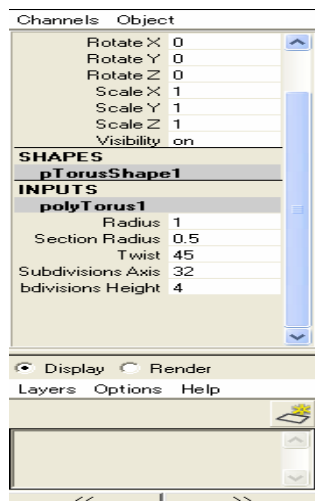 Channels Object
Rotate X 0
Rotate Y 0
Rotate Z 0
Scale X 1
Scale Y 1
Scale Z 1
Visibility on
SHAPES
pTorusShape1
INPUTS
polyTorus1
Radius 1
Section Radius 0.5
Twist 45
Subdivisions Axis 32
bdivisions Height 4
Display Render
Layers Options Help
<< >>